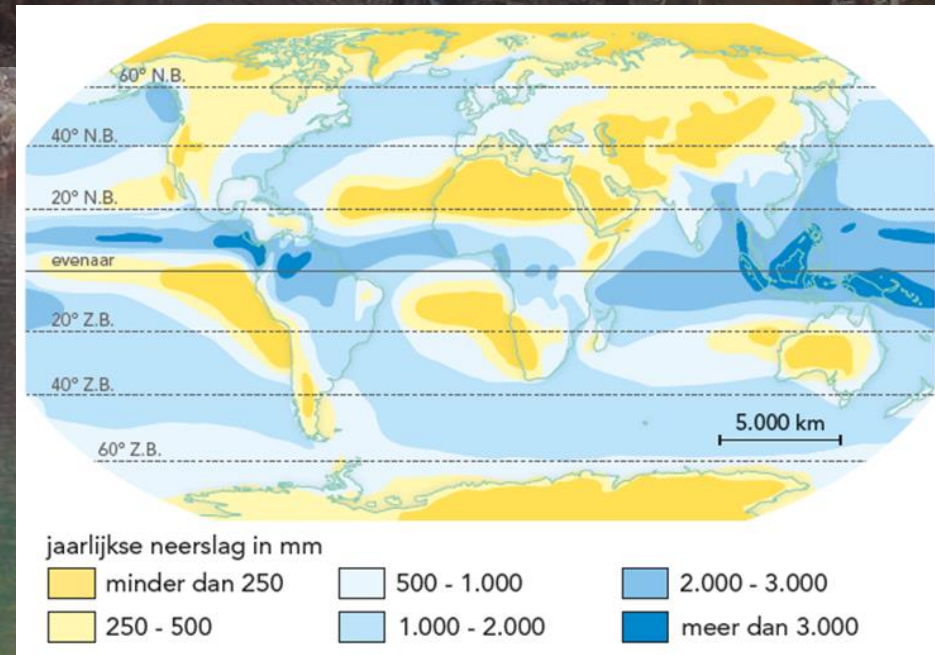 60° N.B.
40° N.B.
20° N.B.
evenaar
20° Z.B.
40° Z.B.
5.000 km
60° Z.B.
jaarlijkse neerslag in mm
minder dan 250
500 - 1.000
2.000 - 3.000
250 - 500
1.000 - 2.000
meer dan 3.000